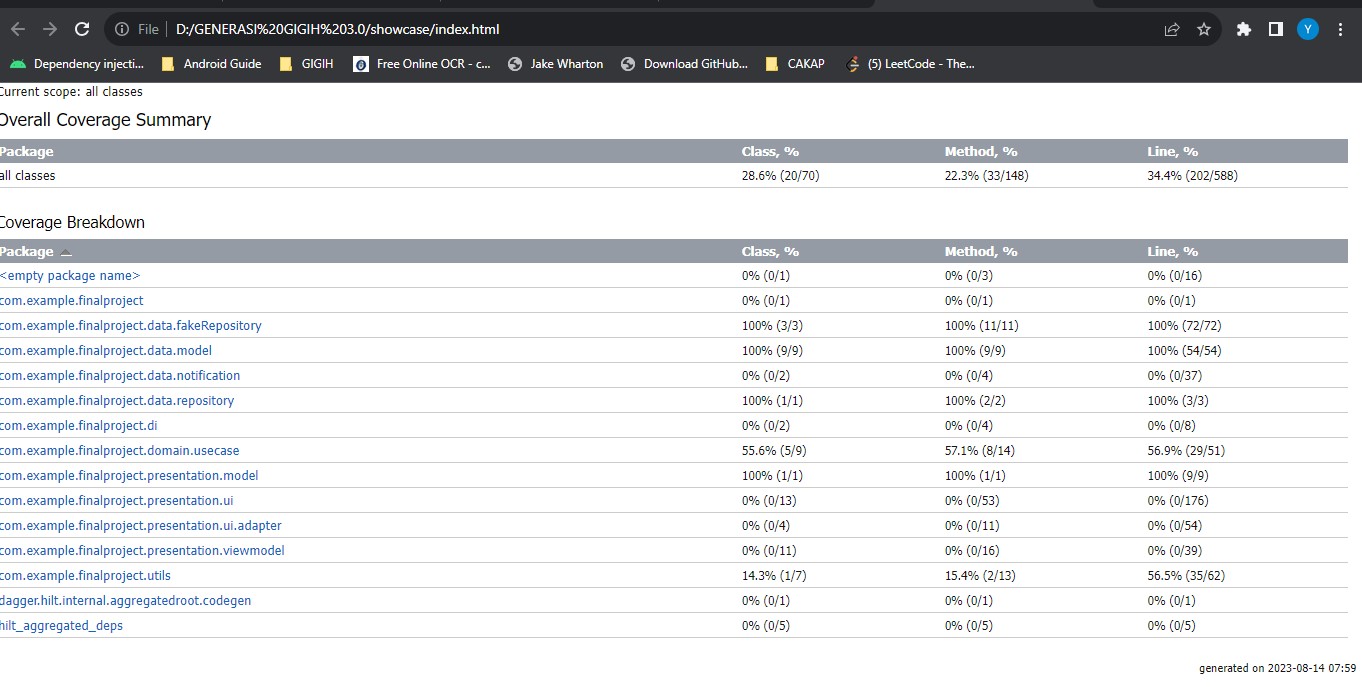 File D:/GENERASI%20GIGIH%203.0/showcase/index.html Y
Dependency injecti... Android Guide GIGIH Free Online OCR - c... Jake Wharton Download GitHub... CAKAP (5) LeetCode - The...
Current scope: all classes
Overall Coverage Summary
Package Class, % Method, % Line, %
all classes 28.6% (20/70) 22.3% (33/148) 34.4% (202/588)
Coverage Breakdown
Package Class, % Method, % Line, %
<empty package name> 0% (0/1) 0% (0/3) 0% (0/16)
com.example.finalproject 0% (0/1) 0% (0/1) 0% (0/1)
com.example.finalproject.data.fakeRepository 100% (3/3) 100% (11/11) 100% (72/72)
com.example.finalproject.data.model 100% (9/9) 100% (9/9) 100% (54/54)
com.example.finalproject.data.notification 0% (0/2) 0% (0/4) 0% (0/37)
com.example.finalproject.data.repository 100% (1/1) 100% (2/2) 100% (3/3)
com.example.finalproject.di 0% (0/2) 0% (0/4) 0% (0/8)
com.example.finalproject.domain.usecase 55.6% (5/9) 57.1% (8/14) 56.9% (29/51)
com.example.finalproject.presentation.model 100% (1/1) 100% (1/1) 100% (9/9)
com.example.finalproject.presentation.ui 0% (0/13) 0% (0/53) 0% (0/176)
com.example.finalproject.presentation.ui.adapter 0% (0/4) 0% (0/11) 0% (0/54)
com.example.finalproject.presentation.viewmodel 0% (0/11) 0% (0/16) 0% (0/39)
com.example.finalproject.utils 14.3% (1/7) 15.4% (2/13) 56.5% (35/62)
dagger.hilt.internal.aggregatedroot.codegen 0% (0/1) 0% (0/1) 0% (0/1)
hilt_aggregated_deps 0% (0/5) 0% (0/5) 0% (0/5)
generated on 2023-08-14 07:59